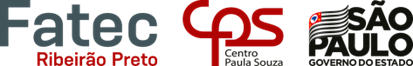 Fatec
Ribeirão Preto
cps
Centro
Paula Souza
SÃO
PAULO
GOVERNO DO ESTADO